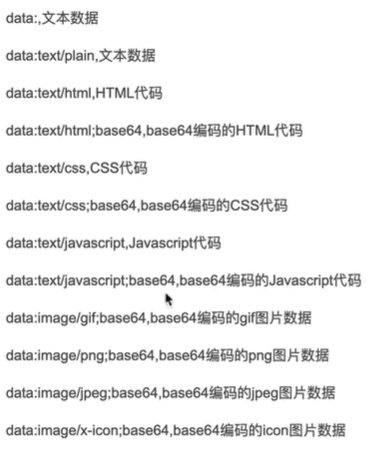 data:,文本数据
data:text/plain,文本数据
data:text/html,HTML代码
data:text/html;base64,base64编码的HTML代码
data:text/css,CSS代码
data:text/css;base64,base64编码的CSS代码
data:text/javascript,Javascript代码
data:text/javascript;base64,base64编码的Javascript代码
data:image/gif;base64,base64编码的gif图片数据
data:image/png;base64,base64编码的png图片数据
data:image/jpeg;base64,base64编码的jpeg图片数据
data:image/x-icon;base64,base64编码的icon图片数据